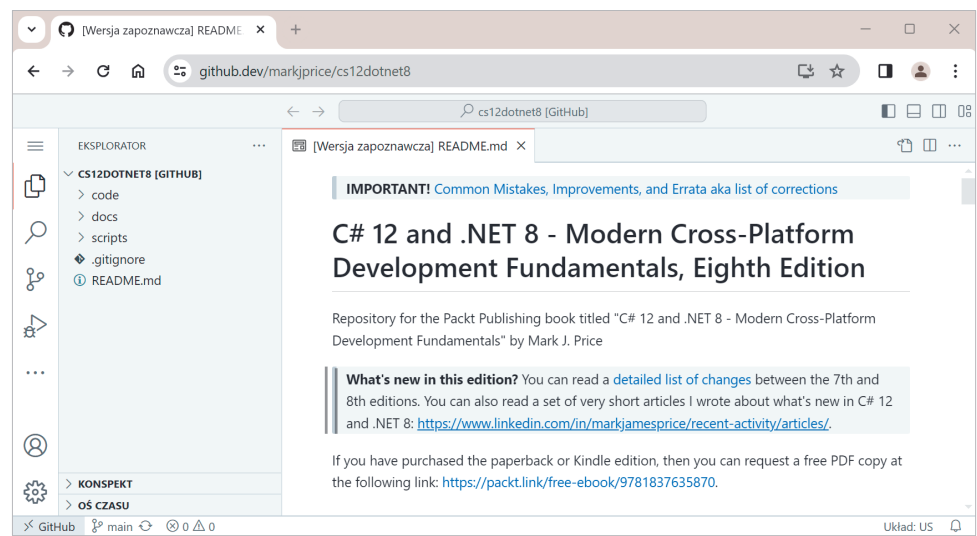 [Wersja zapoznawcza] README
github.dev/markjprice/cs12dotnet8
cs12dotnet8 [GitHub]
EKSPLORATOR
[Wersja zapoznawcza] README.md
CS12DOTNET8 [GITHUB]
code
docs
scripts
.gitignore
README.md
KONSPEKT
OŚ CZASU
IMPORTANT! Common Mistakes, Improvements, and Errata aka list of corrections
C# 12 and .NET 8 - Modern Cross-Platform
Development Fundamentals, Eighth Edition
Repository for the Packt Publishing book titled "C# 12 and .NET 8 - Modern Cross-Platform
Development Fundamentals" by Mark J. Price
What's new in this edition? You can read a detailed list of changes between the 7th and
8th editions. You can also read a set of very short articles I wrote about what's new in C# 12
and .NET 8: https://www.linkedin.com/in/markjamesprice/recent-activity/articles/.
If you have purchased the paperback or Kindle edition, then you can request a free PDF copy at
the following link: https://packt.link/free-ebook/9781837635870.
GitHub main 0 0 Układ: US